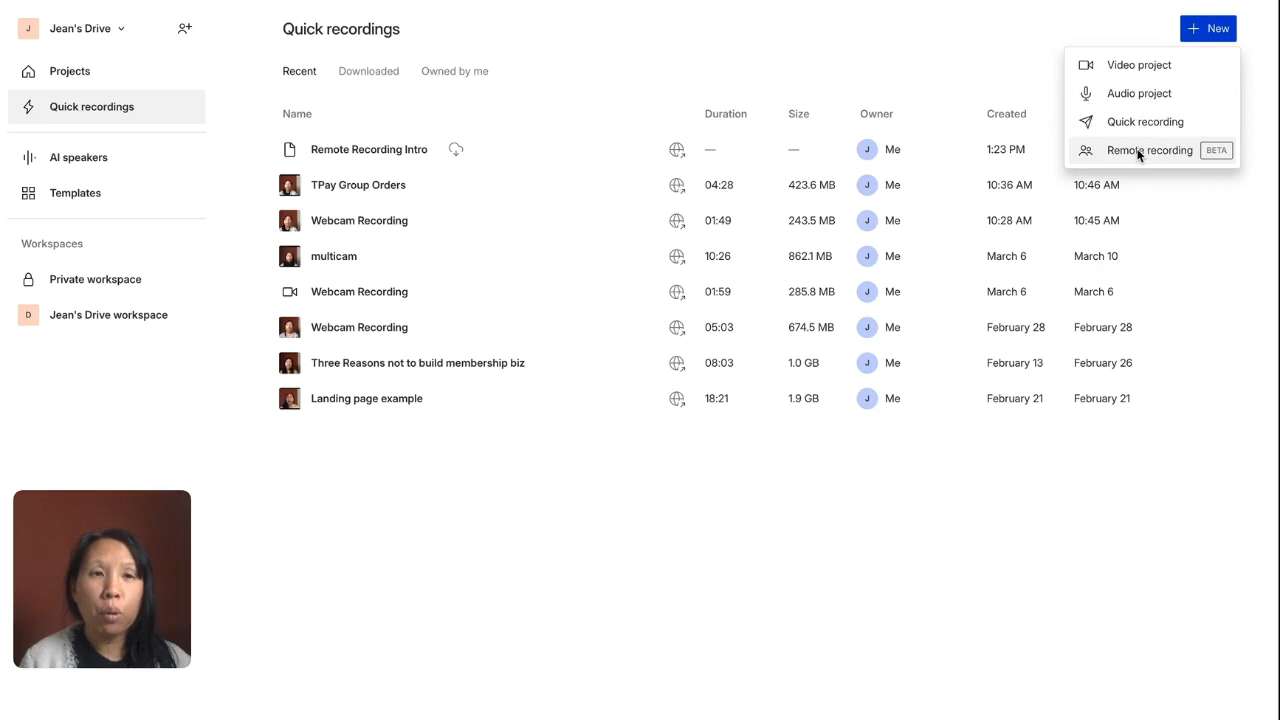 J Jean's Drive
Projects
Quick recordings
AI speakers
Templates
Workspaces
Private workspace
D Jean's Drive workspace
Quick recordings
New
Recent Downloaded Owned by me
Video project
Audio project
Quick recording
Remote recording BETA
Name Duration Size Owner Created
Remote Recording Intro — — J Me 1:23 PM
TPay Group Orders 04:28 423.6 MB J Me 10:36 AM 10:46 AM
Webcam Recording 01:49 243.5 MB J Me 10:28 AM 10:45 AM
multicam 10:26 862.1 MB J Me March 6 March 10
Webcam Recording 01:59 285.8 MB J Me March 6 March 6
Webcam Recording 05:03 674.5 MB J Me February 28 February 28
Three Reasons not to build membership biz 08:03 1.0 GB J Me February 13 February 26
Landing page example 18:21 1.9 GB J Me February 21 February 21